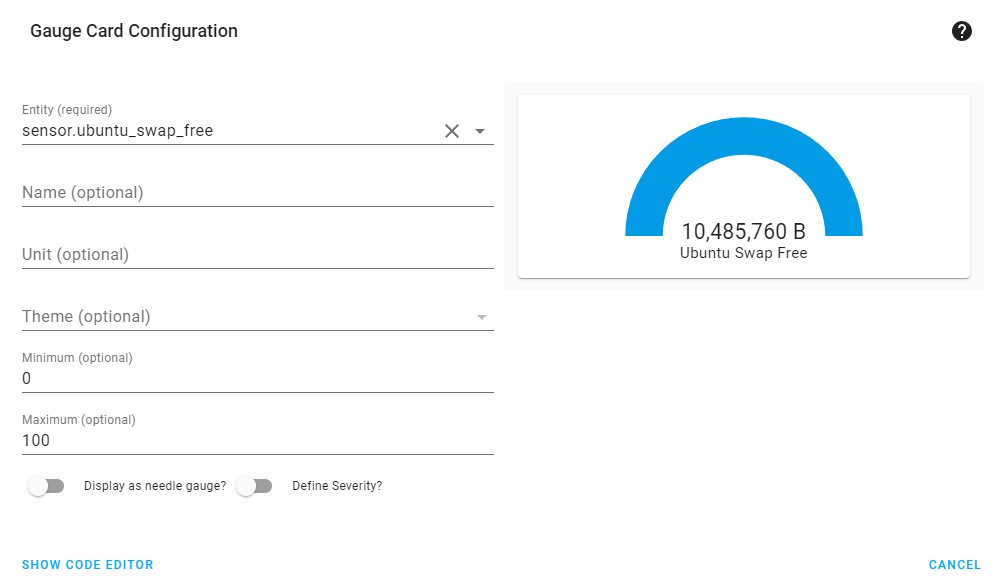 Gauge Card Configuration
Entity (required)
sensor.ubuntu_swap_free
Name (optional)
Unit (optional)
Theme (optional)
Minimum (optional)
0
Maximum (optional)
100
Display as needle gauge?
Define Severity?
10,485,760 B
Ubuntu Swap Free
SHOW CODE EDITOR
CANCEL